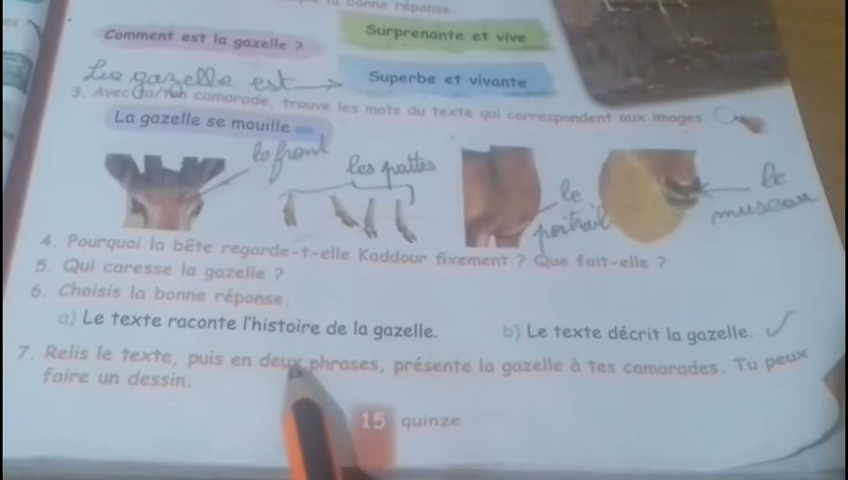 bonne réponse.
Comment est la gazelle ?
Surprenante et vive
La gazelle est
Superbe et vivante
3. Avec ta/ton camarade, trouve les mots du texte qui correspondent aux images.
La gazelle se mouille
le front
les pattes
le poitrail
le museau
4. Pourquoi la bête regarde-t-elle Kaddour fixement ? Que fait-elle ?
5. Qui caresse la gazelle ?
6. Choisis la bonne réponse.
a) Le texte raconte l'histoire de la gazelle.
b) Le texte décrit la gazelle.
7. Relis le texte, puis en deux phrases, présente la gazelle à tes camarades. Tu peux
faire un dessin.
15 quinze